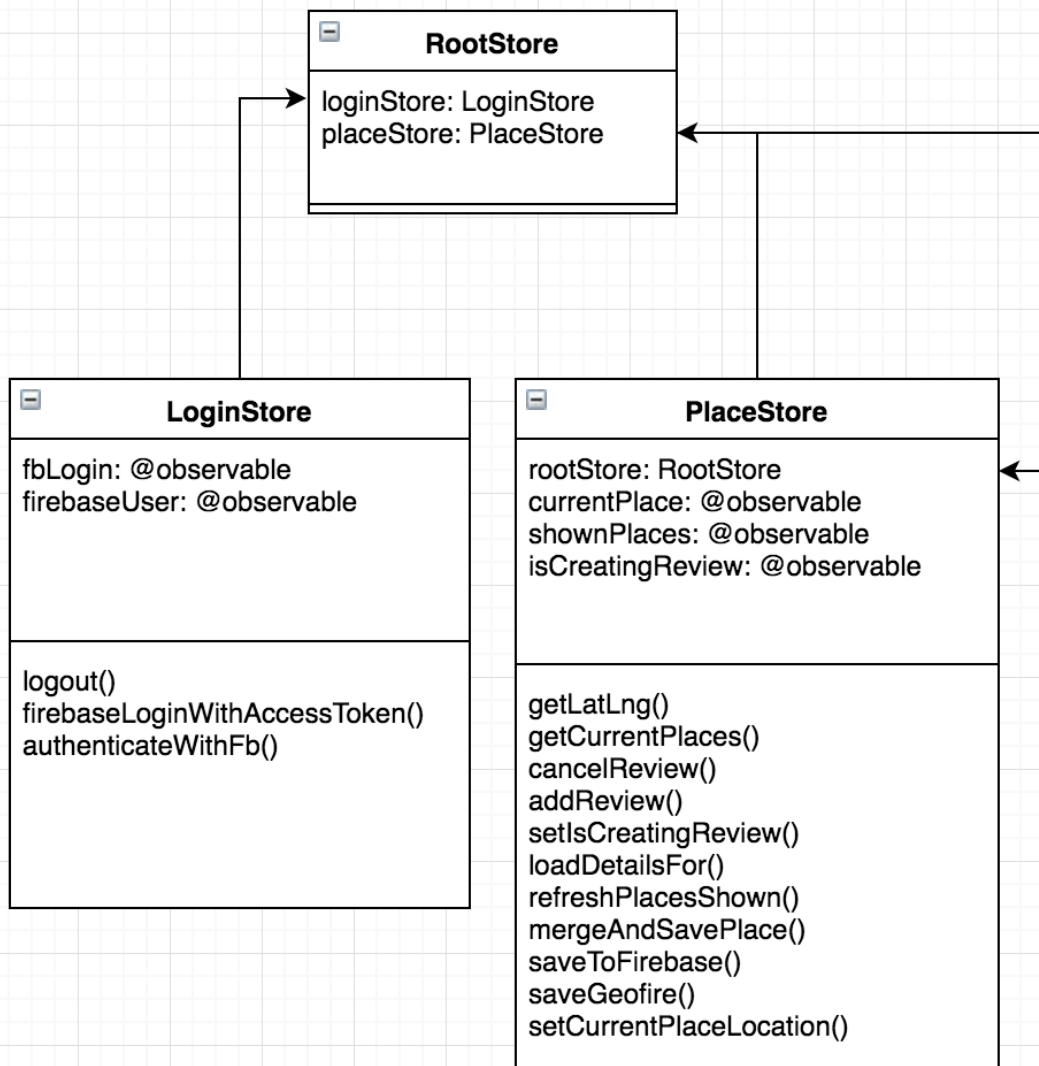 RootStore
loginStore: LoginStore
placeStore: PlaceStore
LoginStore
fbLogin: @observable
firebaseUser: @observable
logout()
firebaseLoginWithAccessToken()
authenticateWithFb()
PlaceStore
rootStore: RootStore
currentPlace: @observable
shownPlaces: @observable
isCreatingReview: @observable
getLatLng()
getCurrentPlaces()
cancelReview()
addReview()
setIsCreatingReview()
loadDetailsFor()
refreshPlacesShown()
mergeAndSavePlace()
saveToFirebase()
saveGeofire()
setCurrentPlaceLocation()